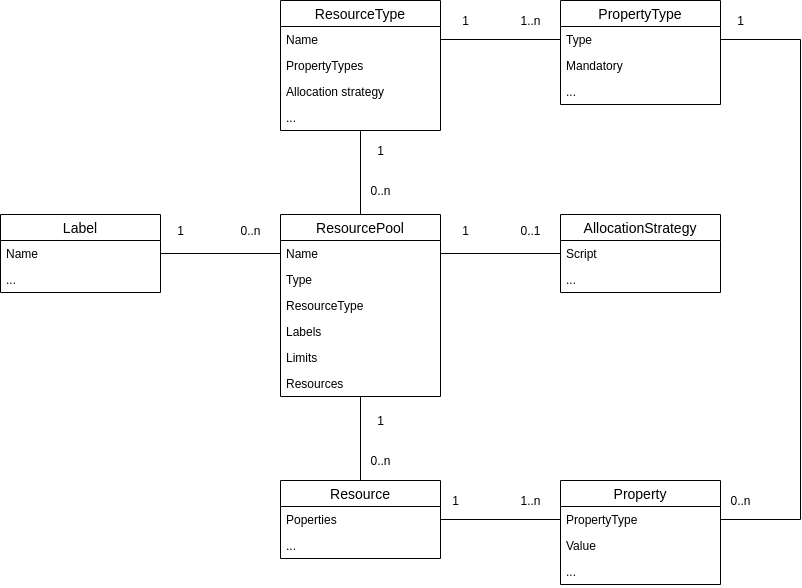 ResourceType
1
1..n
PropertyType
1
Name
Type
PropertyTypes
Mandatory
Allocation strategy
...
...
1
0..n
Label
1
0..n
ResourcePool
1
0..1
AllocationStrategy
Name
Name
Script
...
Type
...
ResourceType
Labels
Limits
Resources
1
0..n
Resource
1
1..n
Property
0..n
Poperties
PropertyType
...
Value
...